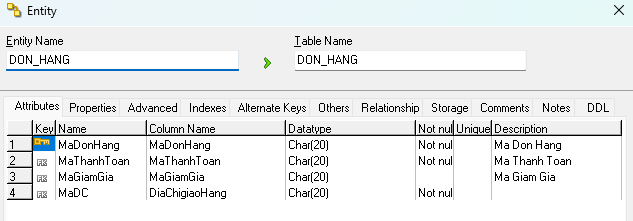 Entity
Entity Name
Table Name
DON_HANG
DON_HANG
Attributes Properties Advanced Indexes Alternate Keys Others Relationship Storage Comments Notes DDL
Key Name Column Name Datatype Not nul Unique Description
1 MaDonHang MaDonHang Char(20) Not nul Ma Don Hang
2 MaThanhToan MaThanhToan Char(20) Not nul Ma Thanh Toan
3 MaGiamGia MaGiamGia Char(20) Ma Giam Gia
4 MaDC DiaChigiaoHang Char(20) Not nul